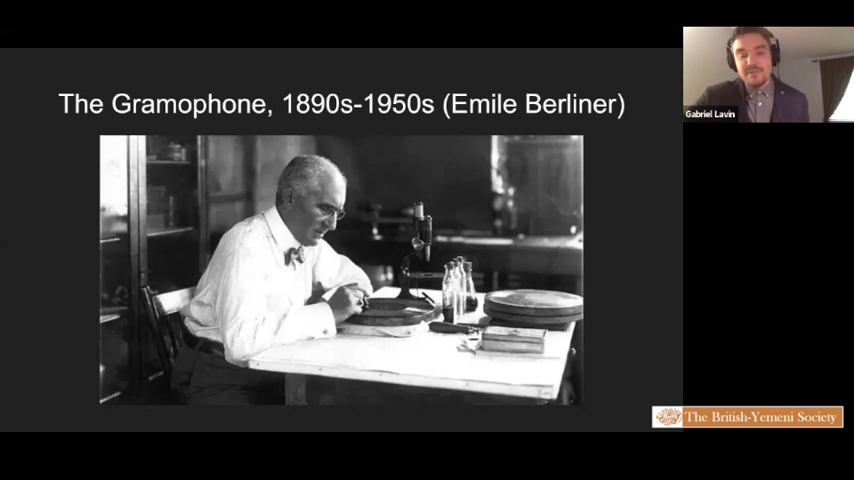 The Gramophone, 1890s-1950s (Emile Berliner)
Gabriel Lavin
The British-Yemeni Society